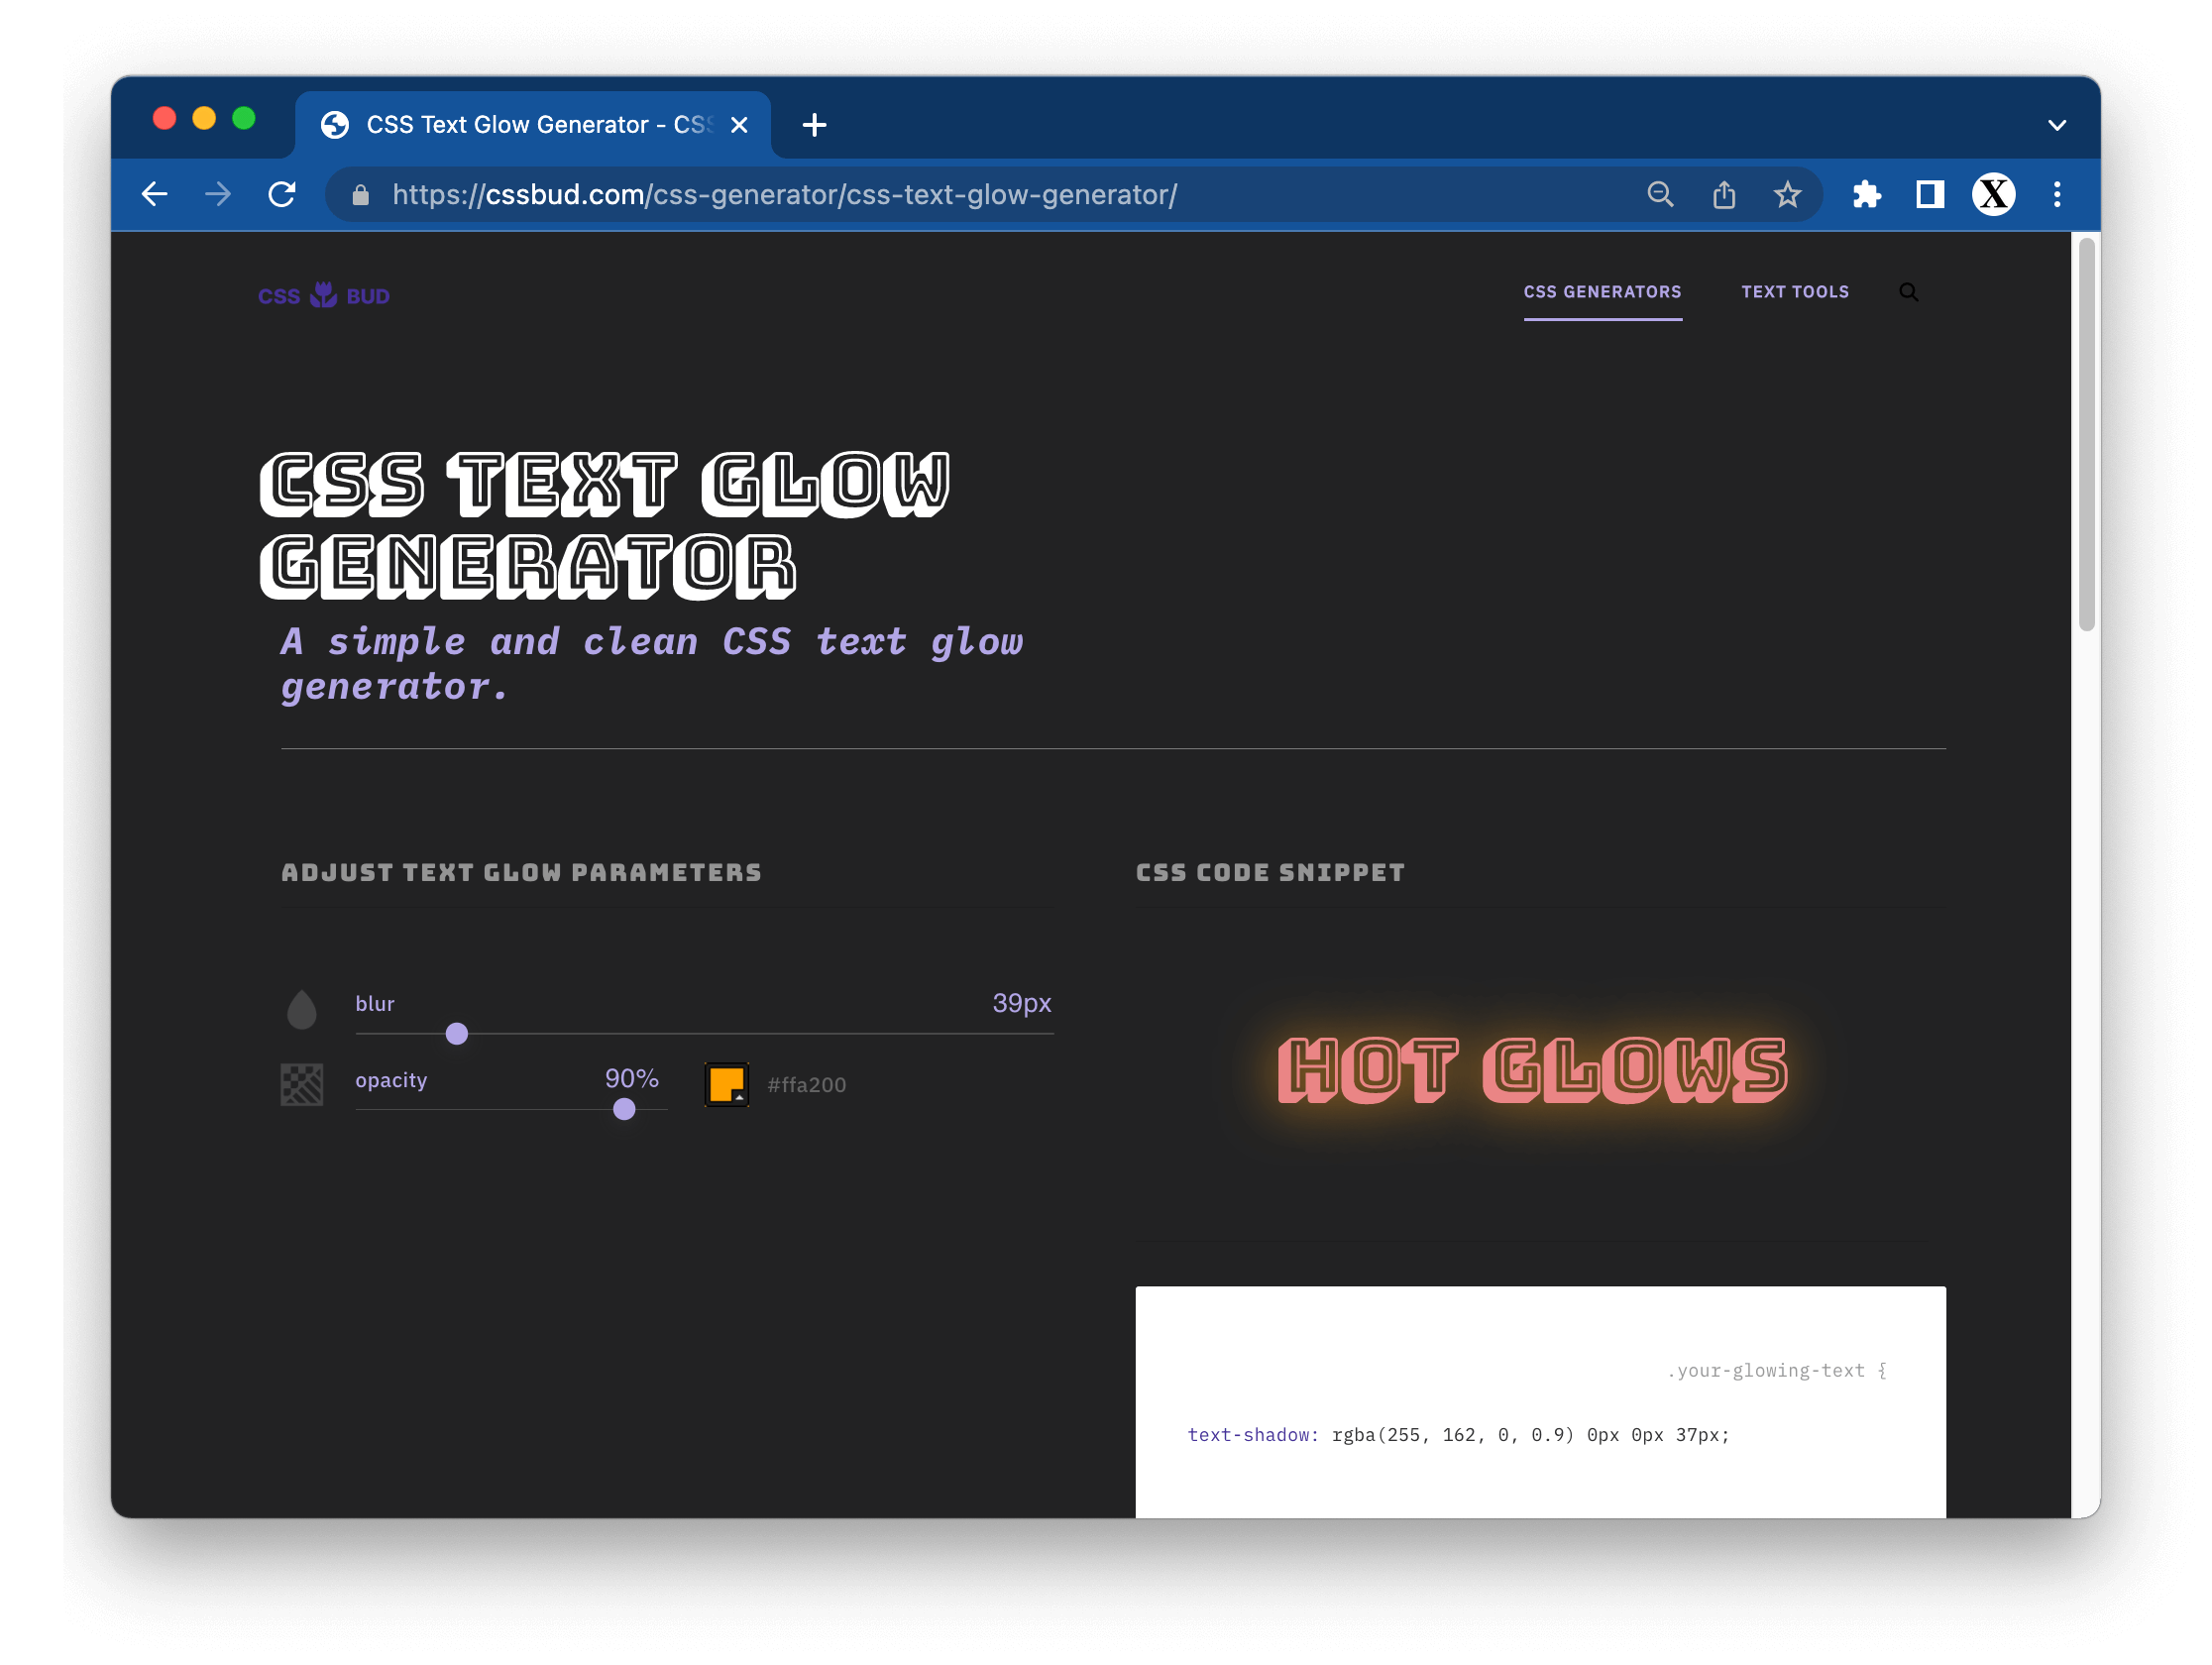 CSS Text Glow Generator - CSS
https://cssbud.com/css-generator/css-text-glow-generator/
X
CSS BUD
CSS GENERATORS TEXT TOOLS
CSS TEXT GLOW
GENERATOR
A simple and clean CSS text glow
generator.
ADJUST TEXT GLOW PARAMETERS
blur 39px
opacity 90% #ffa200
CSS CODE SNIPPET
HOT GLOWS
.your-glowing-text {
text-shadow: rgba(255, 162, 0, 0.9) 0px 0px 37px;